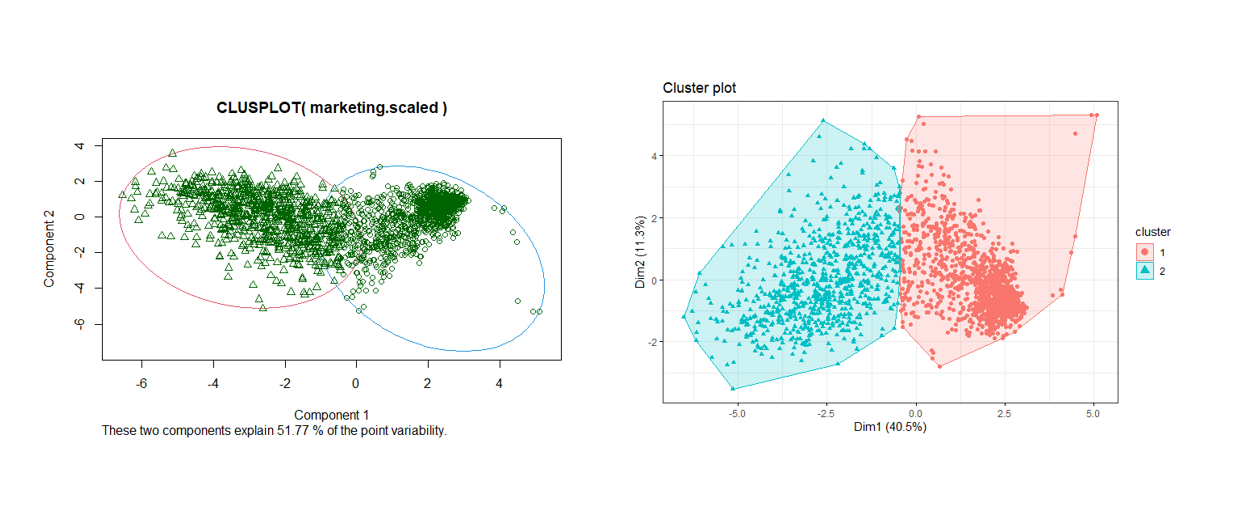 CLUSPLOT( marketing.scaled )
Component 2
4
2
0
-2
-4
-6
-6 -4 -2 0 2 4
Component 1
These two components explain 51.77 % of the point variability.
Cluster plot
Dim2 (11.3%)
4
2
0
-2
-5.0 -2.5 0.0 2.5 5.0
Dim1 (40.5%)
cluster
1
2